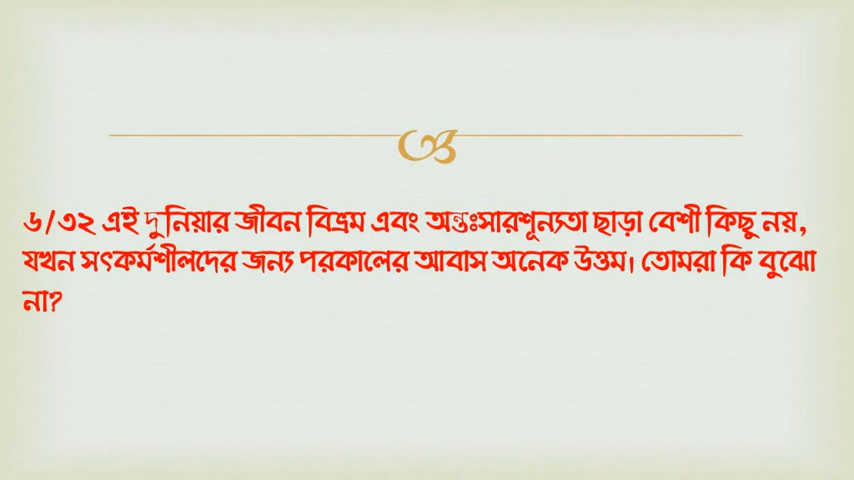 ৬/৩২ এই দুনিয়ার জীবন বিভ্রম এবং অন্তঃসারশূন্যতা ছাড়া বেশী কিছু নয়,
যখন সৎকর্মশীলদের জন্য পরকালের আবাস অনেক উত্তম। তোমরা কি বুঝো
না?